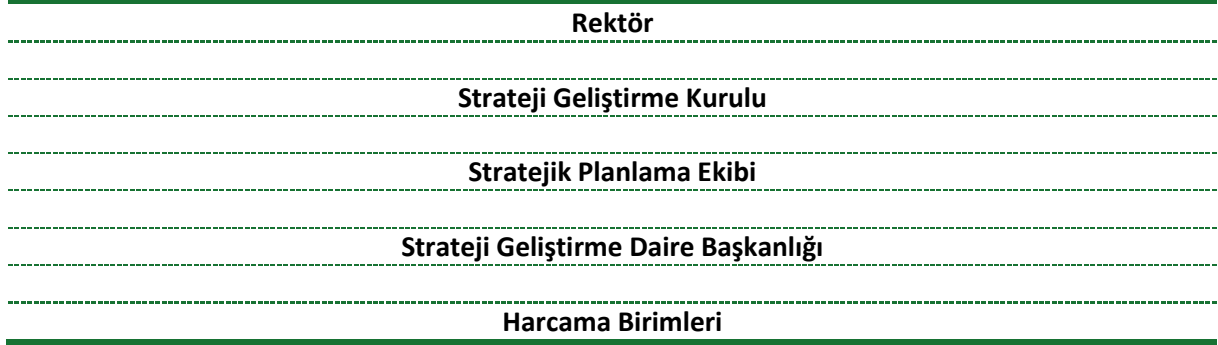 Rektör
Strateji Geliştirme Kurulu
Stratejik Planlama Ekibi
Strateji Geliştirme Daire Başkanlığı
Harcama Birimleri